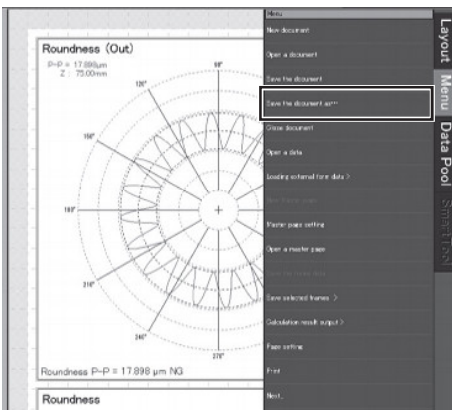 Roundness (Out)
P-P = 17.898μm
Z : 75.00mm
90°
120°
150°
180°
210°
240°
270°
Roundness P-P = 17.898 μm NG
Roundness
Menu
New document
Open a document
Save the document
Save the document as...
Close document
Open a data
Loading external form data >
Master page setting
Open a master page
Save selected frames >
Calculation result output >
Page setting
Print
Next..
Layout
Menu
Data Pool
Smart Tool